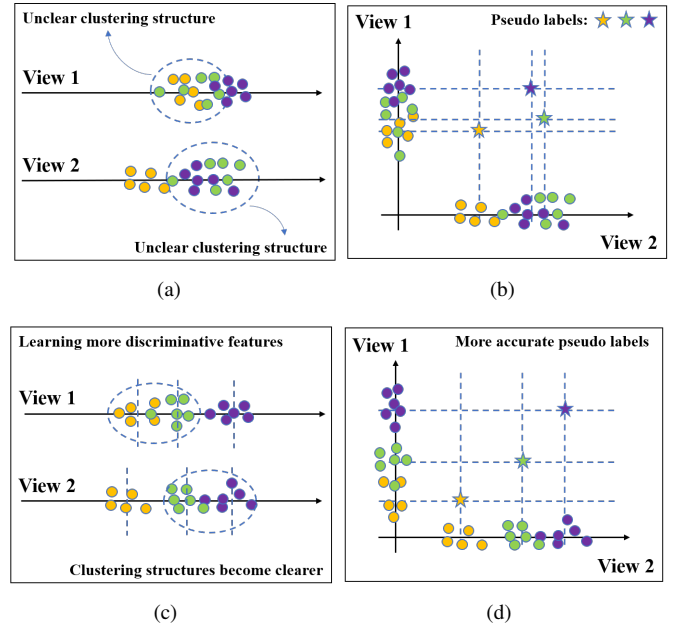 Unclear clustering structure
View 1
View 2
Unclear clustering structure
(a)
View 1
Pseudo labels:
View 2
(b)
Learning more discriminative features
View 1
View 2
Clustering structures become clearer
(c)
View 1
More accurate pseudo labels
View 2
(d)